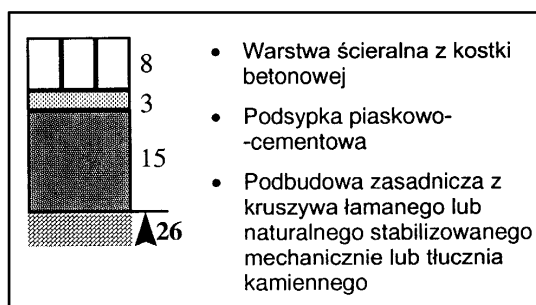 8
3
15
26
• Warstwa ścieralna z kostki
betonowej
• Podsypka piaskowo-
-cementowa
• Podbudowa zasadnicza z
kruszywa łamanego lub
naturalnego stabilizowanego
mechanicznie lub tłucznia
kamiennego